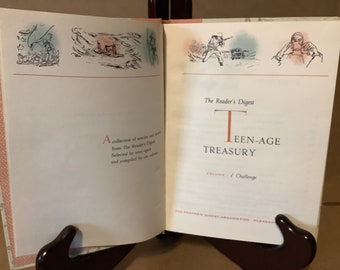 A collection of articles and stories
from The Reader's Digest
Selected by teen-agers
and compiled by the editors
The Reader's Digest
TEEN-AGE
TREASURY
VOLUME 1 Challenge
THE READER'S DIGEST ASSOCIATION